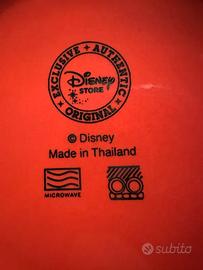 EXCLUSIVE + AUTHENTIC
Disney
STORE
ORIGINAL
© Disney
Made in Thailand
MICROWAVE
subito